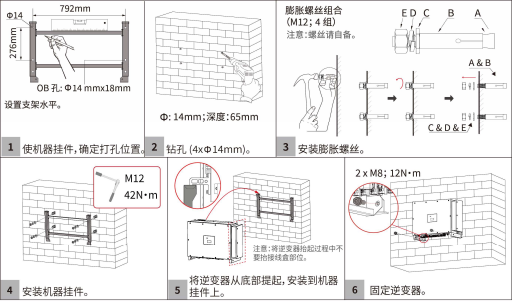 792mm
Φ14
276mm
OB 孔: Φ14 mmx18mm
设置支架水平。
1 使机器挂件，确定打孔位置。
Φ: 14mm；深度: 65mm
2 钻孔 (4xΦ14mm)。
膨胀螺丝组合
(M12；4 组)
注意：螺丝请自备。
E D C B A
A & B
C & D & E
3 安装膨胀螺丝。
M12
42N•m
4 安装机器挂件。
注意：将逆变器抬起过程中不
要抬接线盒部位。
5 将逆变器从底部提起，安装到机器
挂件上。
2 x M8；12N•m
6 固定逆变器。